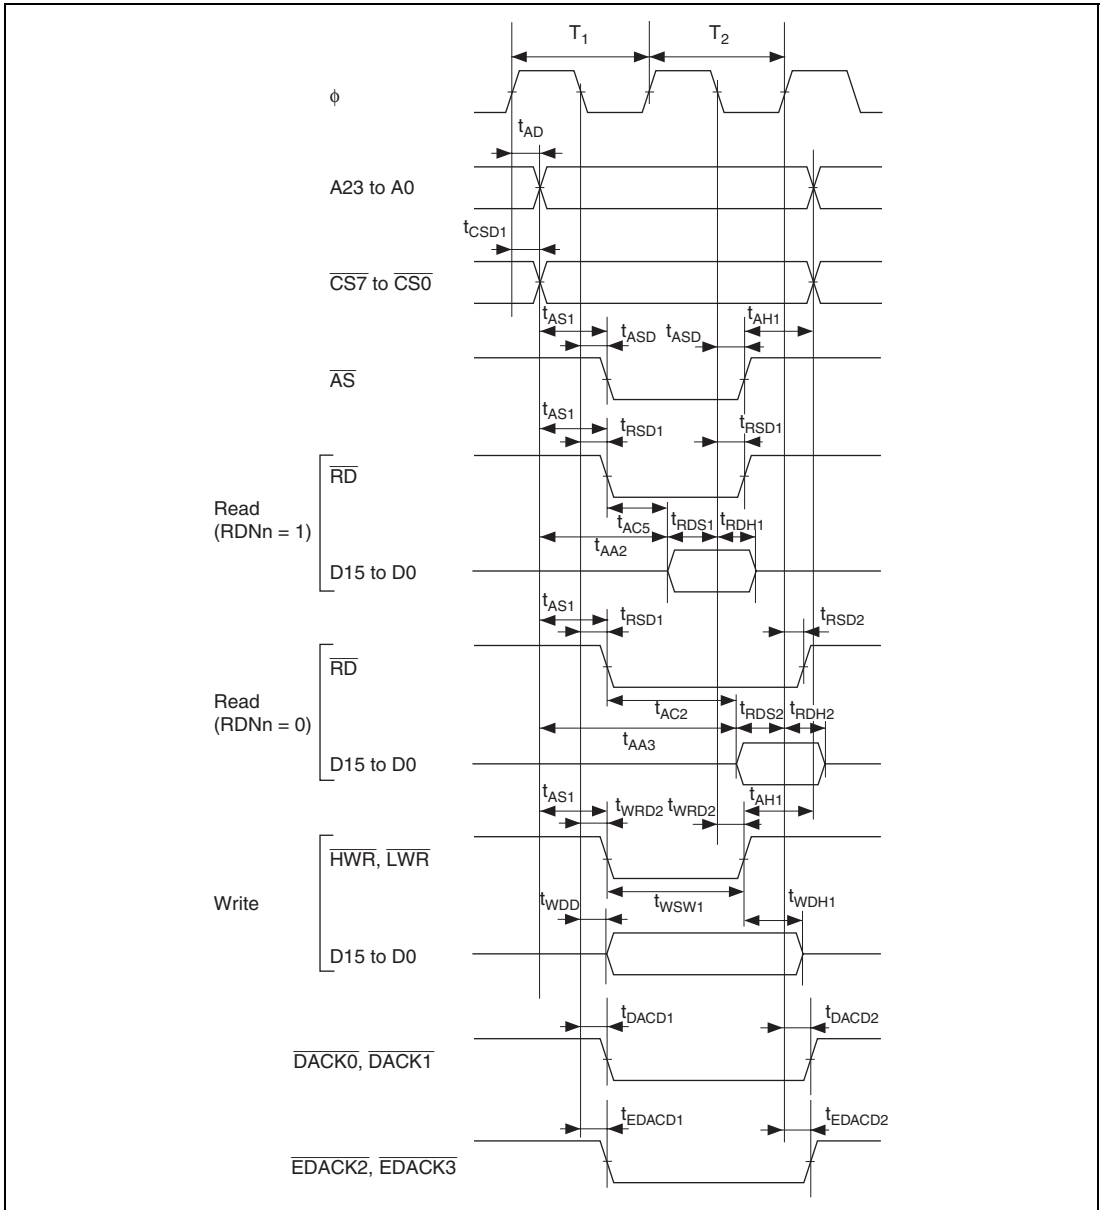 T1 T2
φ
tAD
A23 to A0
tCSD1
CS7 to CS0
tAS1 tASD tASD tAH1
AS
tAS1 tRSD1 tRSD1
RD
Read
(RDNn = 1)
tAC5 tRDS1 tRDH1
tAA2
D15 to D0
tAS1 tRSD1 tRSD2
RD
Read
(RDNn = 0)
tAC2 tRDS2 tRDH2
tAA3
D15 to D0
tAS1 tWRD2 tWRD2 tAH1
HWR, LWR
Write
tWDD tWSW1 tWDH1
D15 to D0
tDACD1 tDACD2
DACK0, DACK1
tEDACD1 tEDACD2
EDACK2, EDACK3